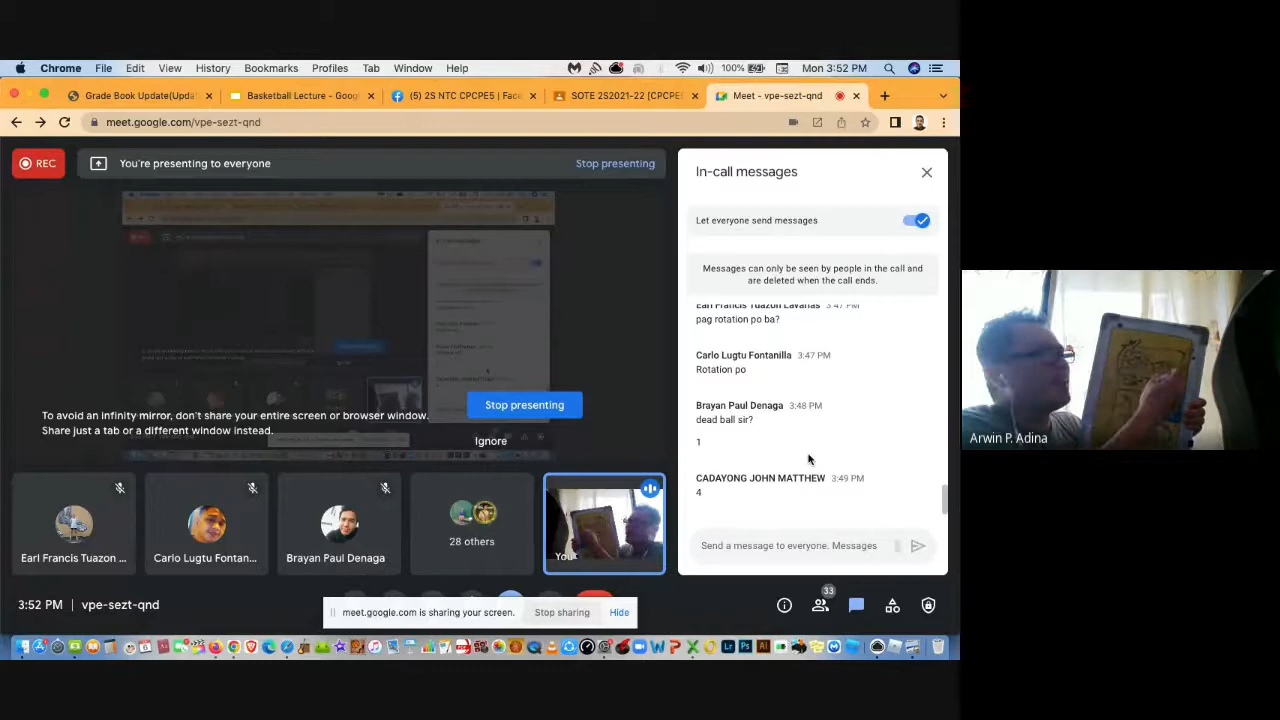 Chrome File Edit View History Bookmarks Profiles Tab Window Help 100% Mon 3:52 PM
Grade Book Update(Upda
Basketball Lecture - Goog
(5) 2S NTC CPCPE5 | Face
SOTE 2S2021-22 [CPCPE
Meet - vpe-sezt-qnd
meet.google.com/vpe-sezt-qnd
REC
You're presenting to everyone
Stop presenting
In-call messages
Let everyone send messages
Messages can only be seen by people in the call and
are deleted when the call ends.
Earl Francis Tuazon Lavarias 3:47 PM
pag rotation po ba?
Carlo Lugtu Fontanilla 3:47 PM
Rotation po
Brayan Paul Denaga 3:48 PM
dead ball sir?
1
CADAYONG JOHN MATTHEW 3:49 PM
4
Send a message to everyone. Messages
To avoid an infinity mirror, don't share your entire screen or browser window.
Share just a tab or a different window instead.
Stop presenting
Ignore
Earl Francis Tuazon ...
Carlo Lugtu Fontan...
Brayan Paul Denaga
28 others
You
Arwin P. Adina
3:52 PM | vpe-sezt-qnd
meet.google.com is sharing your screen.
Stop sharing
Hide
33